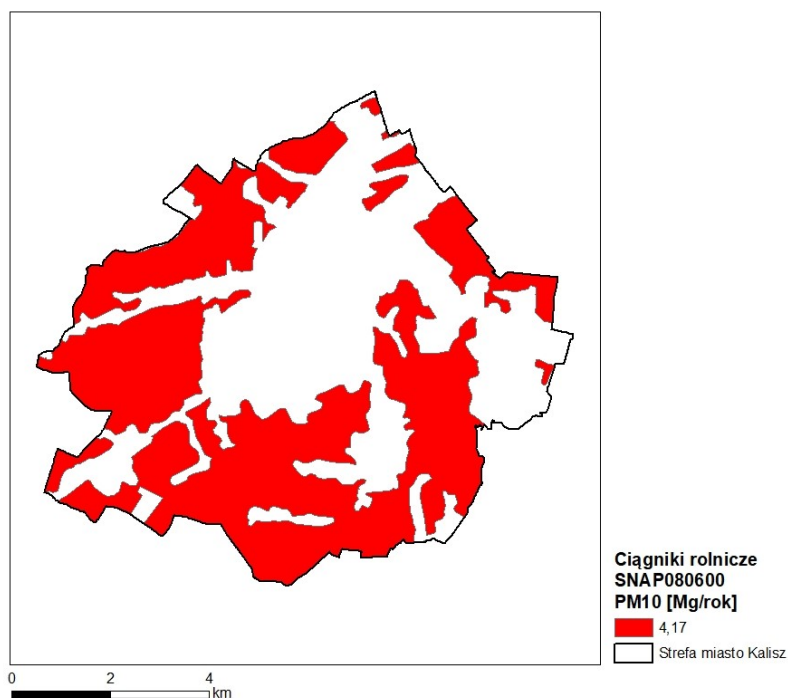 Ciągniki rolnicze
SNAP080600
PM10 [Mg/rok]
4,17
Strefa miasto Kalisz
0 2 4
km